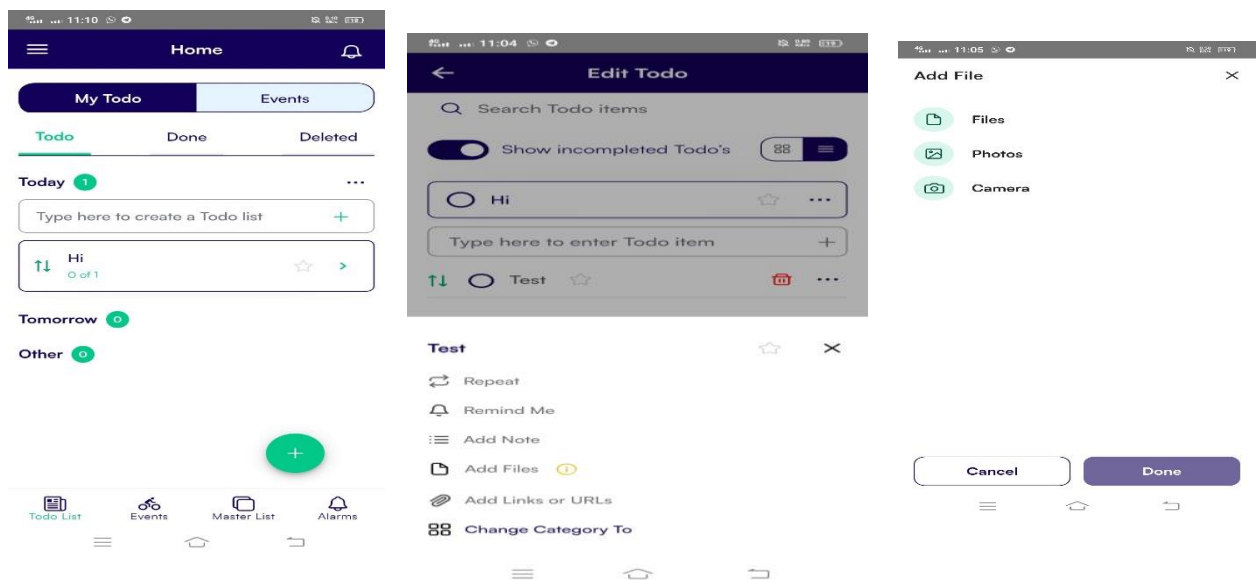 11:10
Home
My Todo Events
Todo Done Deleted
Today 1
Type here to create a Todo list
Hi
0 of 1
Tomorrow 0
Other 0
Todo List Events Master List Alarms
11:04
Edit Todo
Search Todo items
Show incompleted Todo's
Hi
Type here to enter Todo item
Test
Test
Repeat
Remind Me
Add Note
Add Files
Add Links or URLs
Change Category To
11:05
Add File
Files
Photos
Camera
Cancel Done